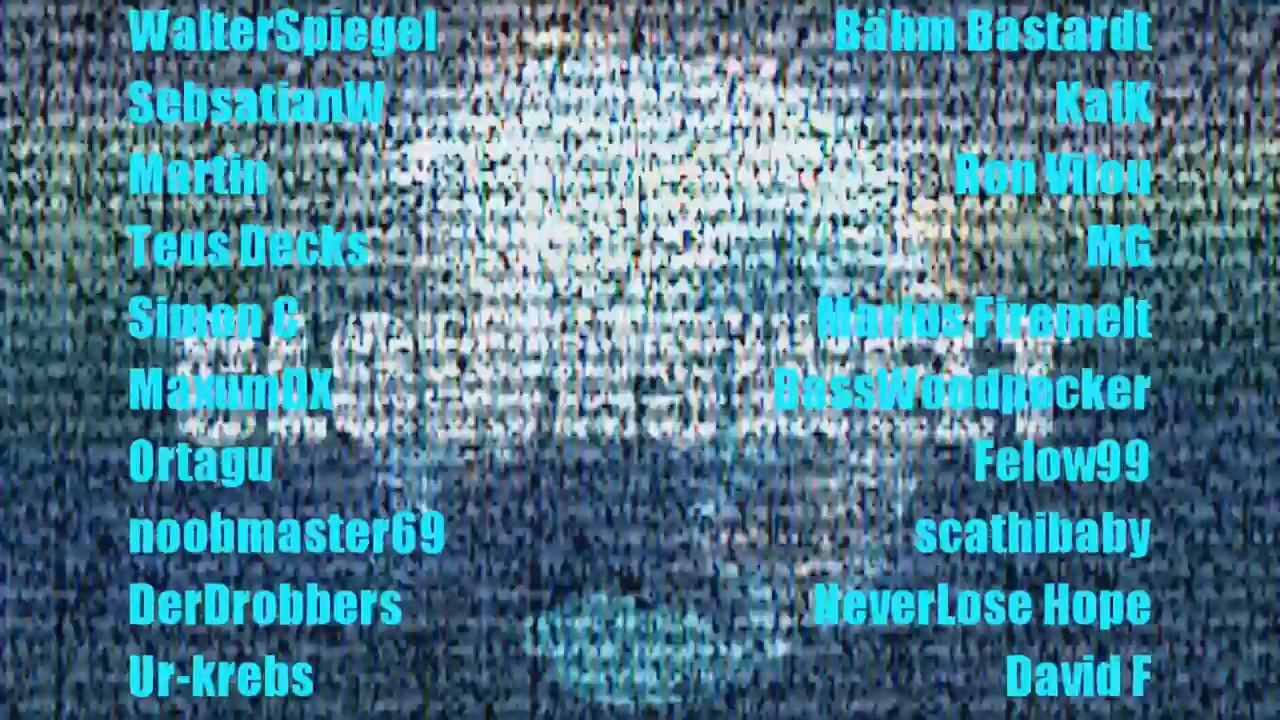 WalterSpiegel
Bähm Bastardt
SebsatianW
KaiK
Martin
Ron Vilou
Teus Decks
MG
Simon C
Marius Firemelt
MaxumDX
DassWoodpecker
Ortagu
Felow99
noobmaster69
scathibaby
DerDrobbers
NeverLose Hope
Ur-krebs
David F